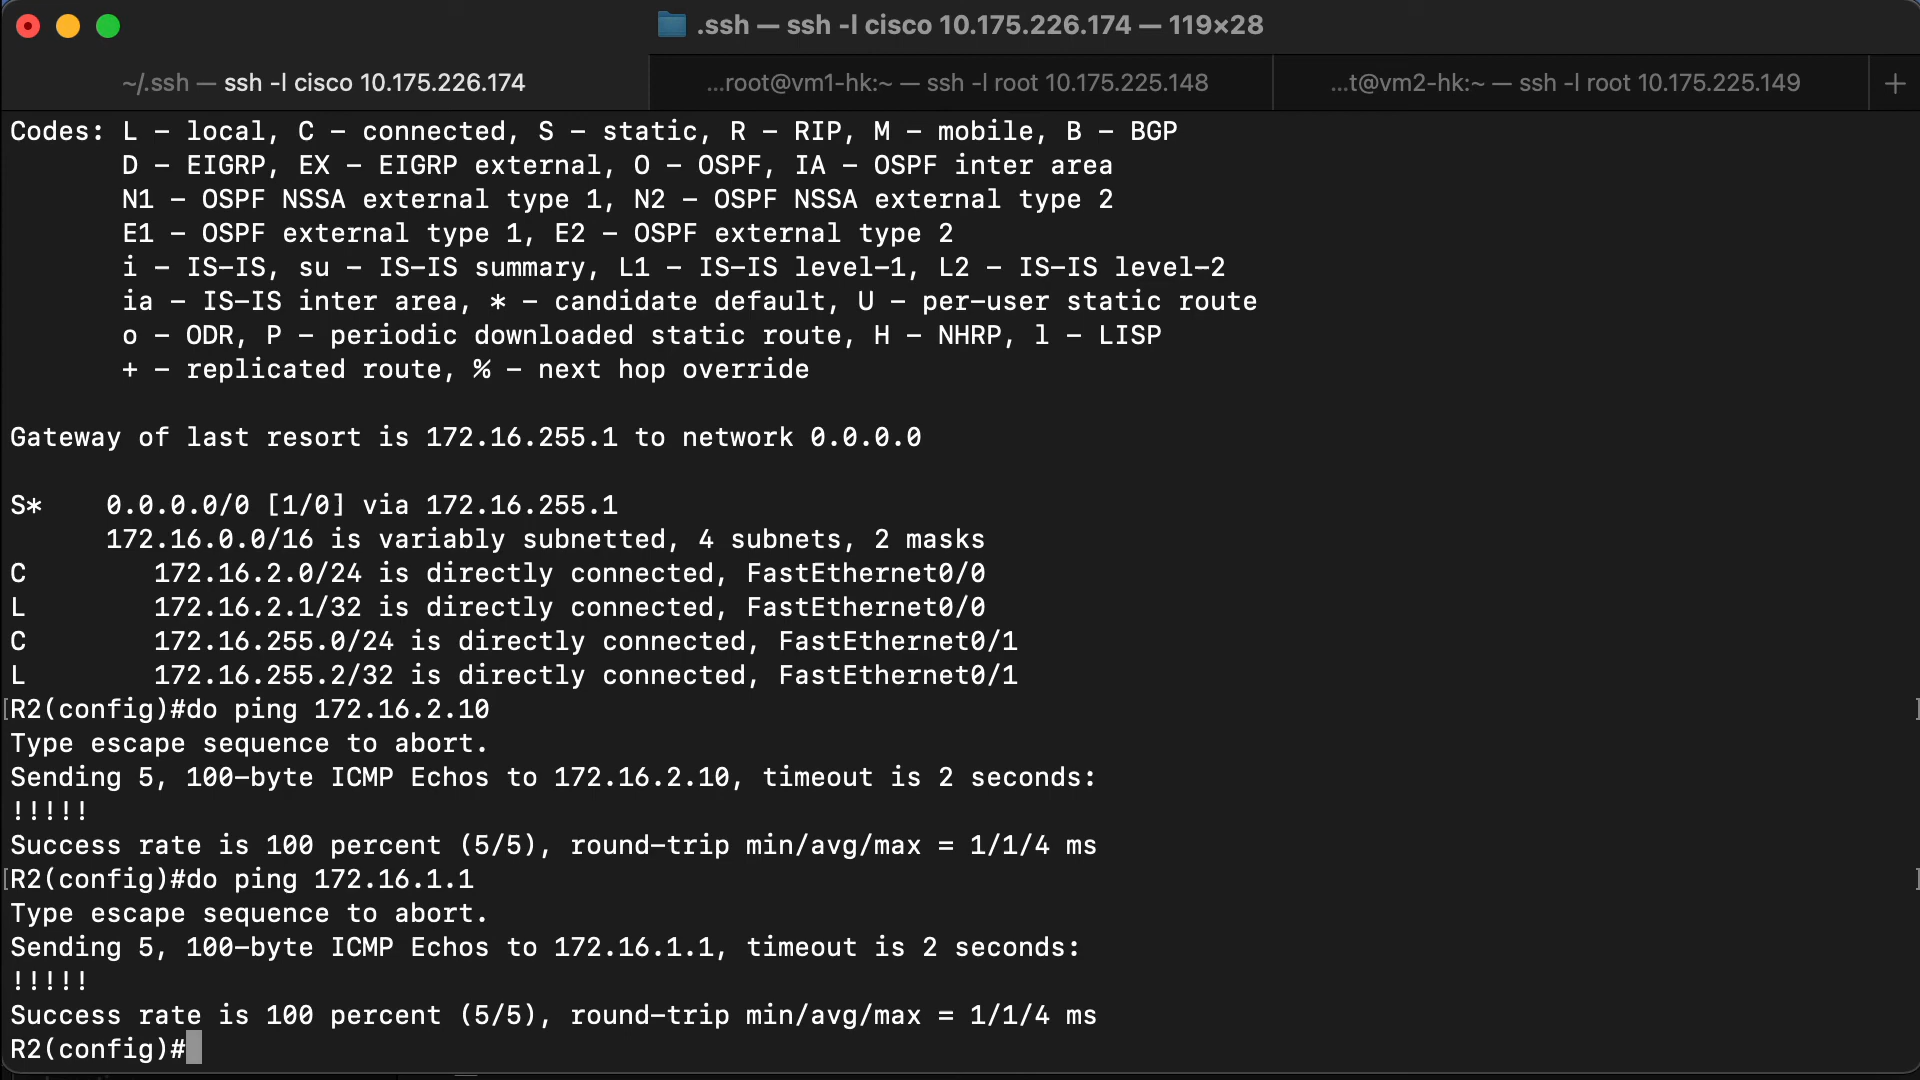 .ssh — ssh -l cisco 10.175.226.174 — 119×28
~/.ssh — ssh -l cisco 10.175.226.174
...root@vm1-hk:~ — ssh -l root 10.175.225.148
...t@vm2-hk:~ — ssh -l root 10.175.225.149
+
Codes: L - local, C - connected, S - static, R - RIP, M - mobile, B - BGP
D - EIGRP, EX - EIGRP external, O - OSPF, IA - OSPF inter area
N1 - OSPF NSSA external type 1, N2 - OSPF NSSA external type 2
E1 - OSPF external type 1, E2 - OSPF external type 2
i - IS-IS, su - IS-IS summary, L1 - IS-IS level-1, L2 - IS-IS level-2
ia - IS-IS inter area, * - candidate default, U - per-user static route
o - ODR, P - periodic downloaded static route, H - NHRP, l - LISP
+ - replicated route, % - next hop override
Gateway of last resort is 172.16.255.1 to network 0.0.0.0
S* 0.0.0.0/0 [1/0] via 172.16.255.1
172.16.0.0/16 is variably subnetted, 4 subnets, 2 masks
C 172.16.2.0/24 is directly connected, FastEthernet0/0
L 172.16.2.1/32 is directly connected, FastEthernet0/0
C 172.16.255.0/24 is directly connected, FastEthernet0/1
L 172.16.255.2/32 is directly connected, FastEthernet0/1
[R2(config)#do ping 172.16.2.10 ]
Type escape sequence to abort.
Sending 5, 100-byte ICMP Echos to 172.16.2.10, timeout is 2 seconds:
!!!!!
Success rate is 100 percent (5/5), round-trip min/avg/max = 1/1/4 ms
[R2(config)#do ping 172.16.1.1 ]
Type escape sequence to abort.
Sending 5, 100-byte ICMP Echos to 172.16.1.1, timeout is 2 seconds:
!!!!!
Success rate is 100 percent (5/5), round-trip min/avg/max = 1/1/4 ms
R2(config)#